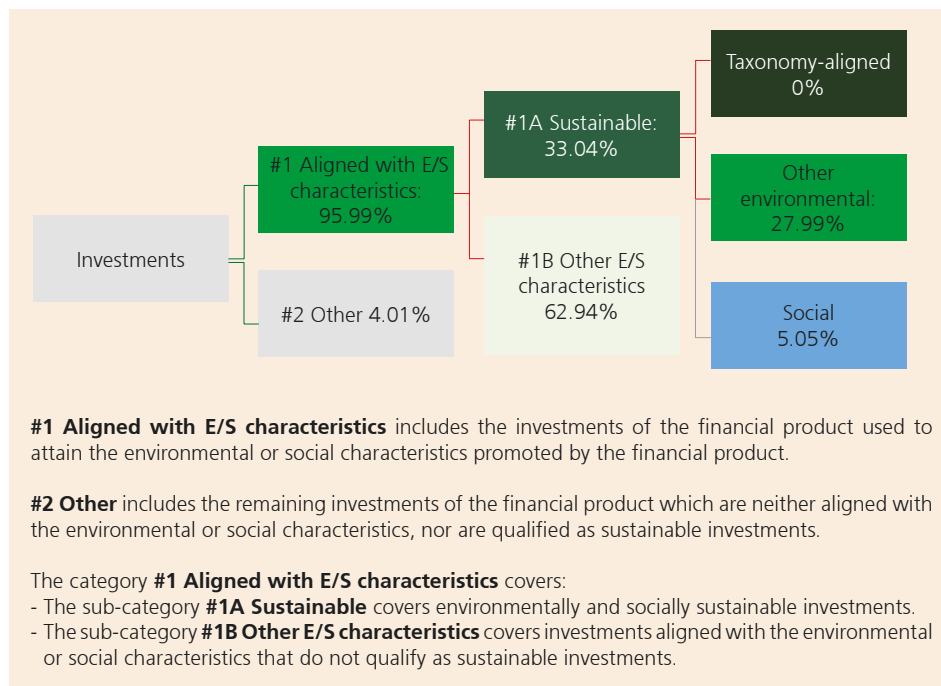 Investments
#1 Aligned with E/S
characteristics:
95.99%
#2 Other 4.01%
#1A Sustainable:
33.04%
#1B Other E/S
characteristics
62.94%
Taxonomy-aligned
0%
Other
environmental:
27.99%
Social
5.05%
#1 Aligned with E/S characteristics includes the investments of the financial product used to
attain the environmental or social characteristics promoted by the financial product.
#2 Other includes the remaining investments of the financial product which are neither aligned with
the environmental or social characteristics, nor are qualified as sustainable investments.
The category #1 Aligned with E/S characteristics covers:
- The sub-category #1A Sustainable covers environmentally and socially sustainable investments.
- The sub-category #1B Other E/S characteristics covers investments aligned with the environmental
or social characteristics that do not qualify as sustainable investments.